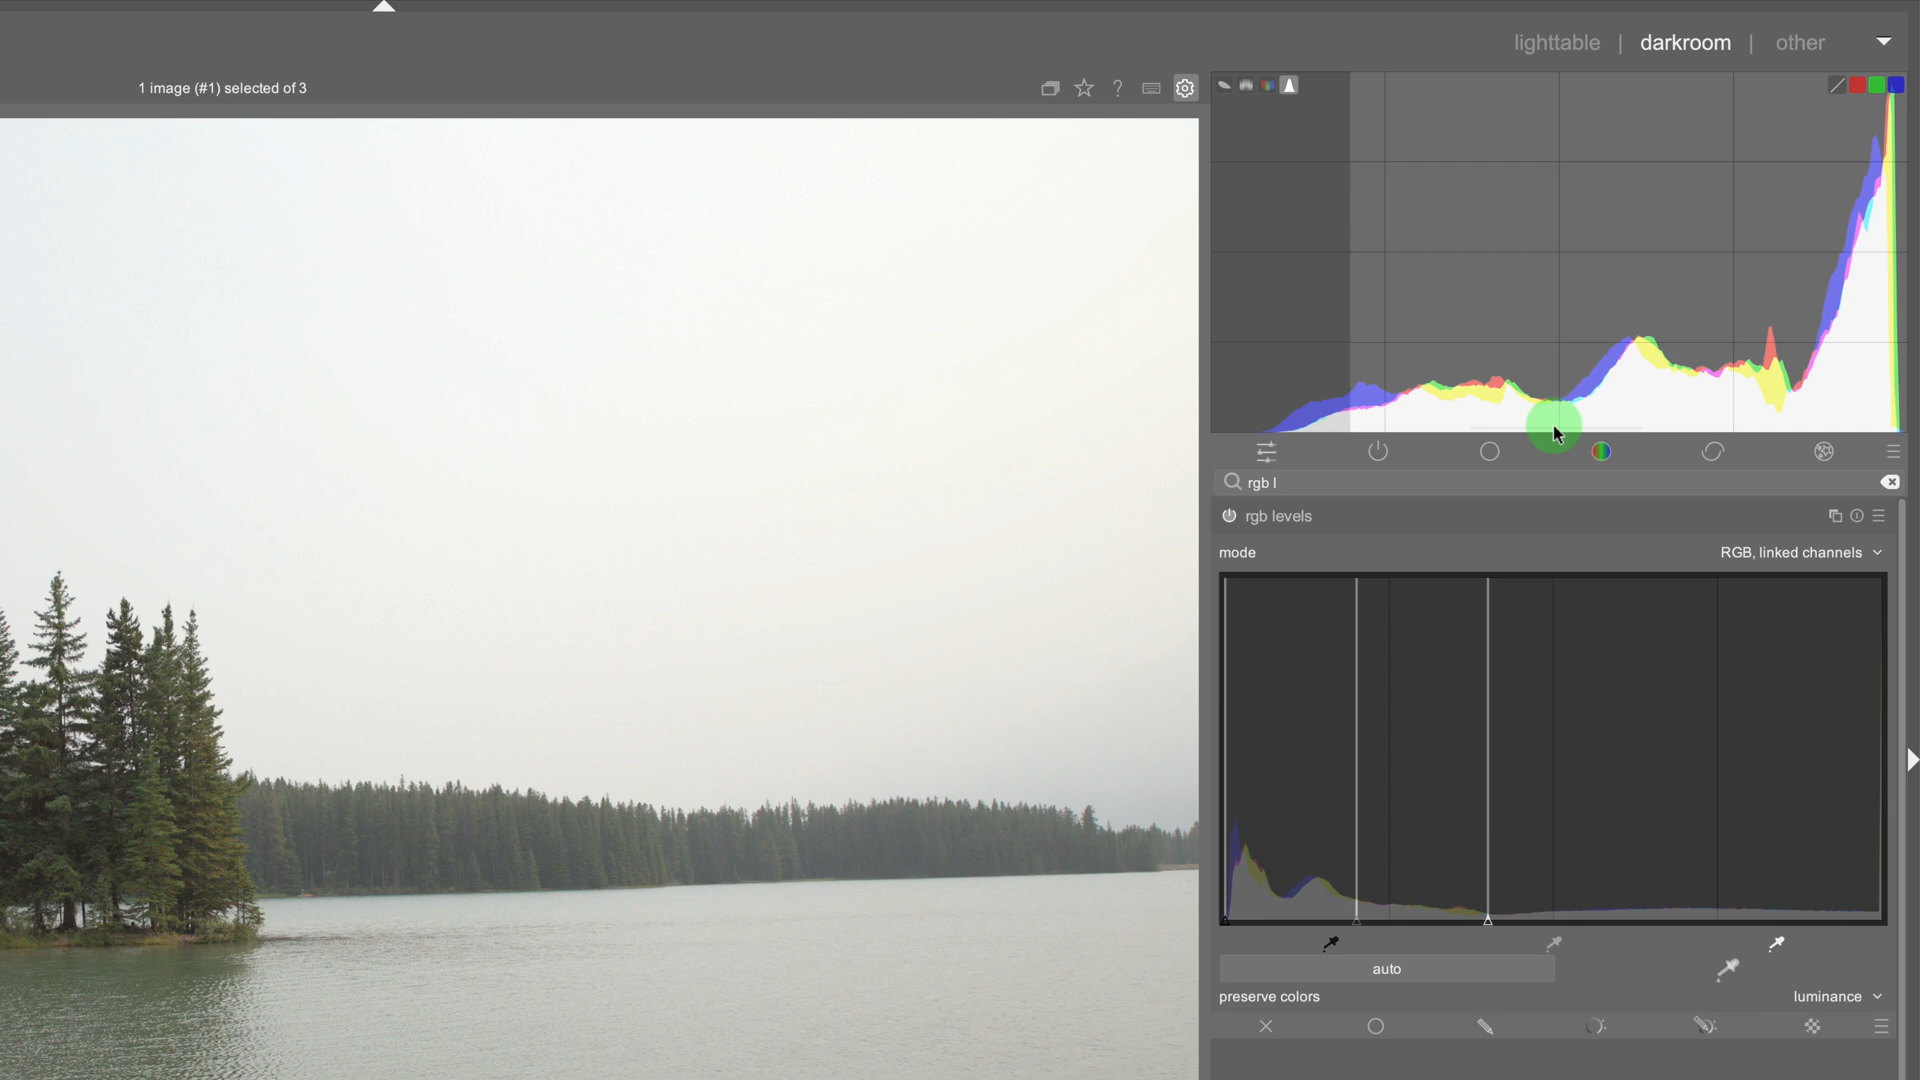 lighttable | darkroom | other
1 image (#1) selected of 3
?
rgb l
rgb levels
mode RGB, linked channels
auto
preserve colors luminance